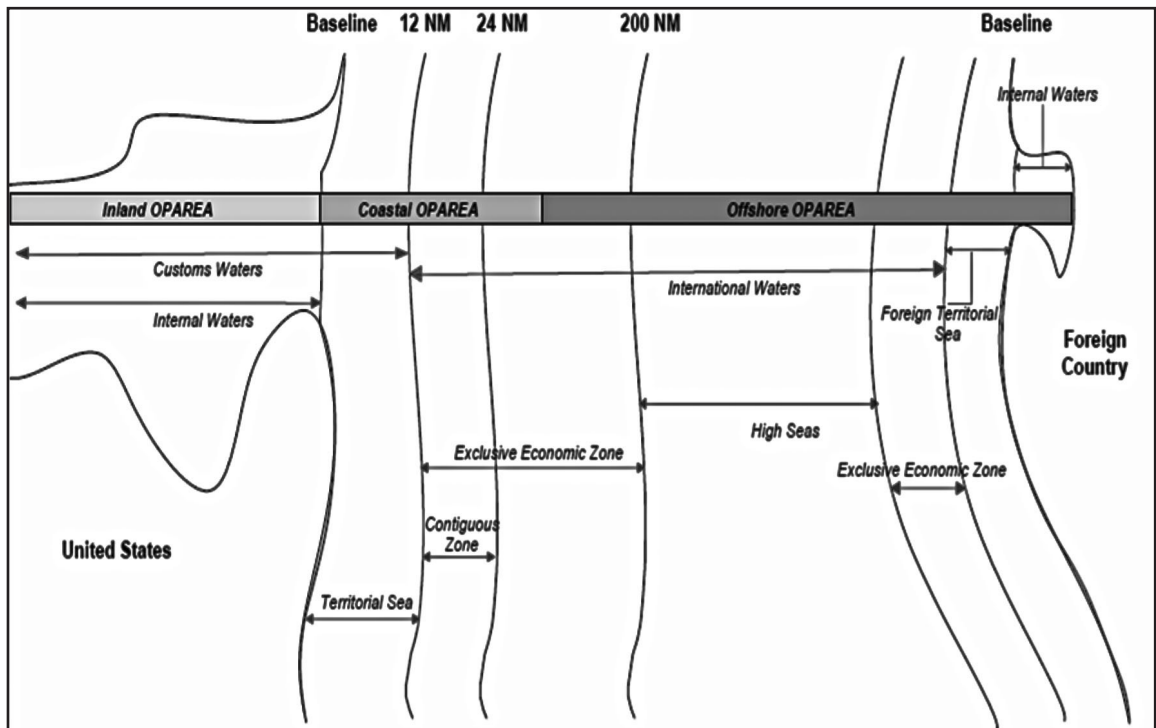 Baseline 12 NM 24 NM 200 NM Baseline
Internal Waters
Inland OPAREA Coastal OPAREA Offshore OPAREA
Customs Waters
International Waters
Internal Waters
Foreign Territorial
Sea
Foreign
Country
High Seas
Exclusive Economic Zone
Exclusive Economic Zone
Contiguous
Zone
United States
Territorial Sea